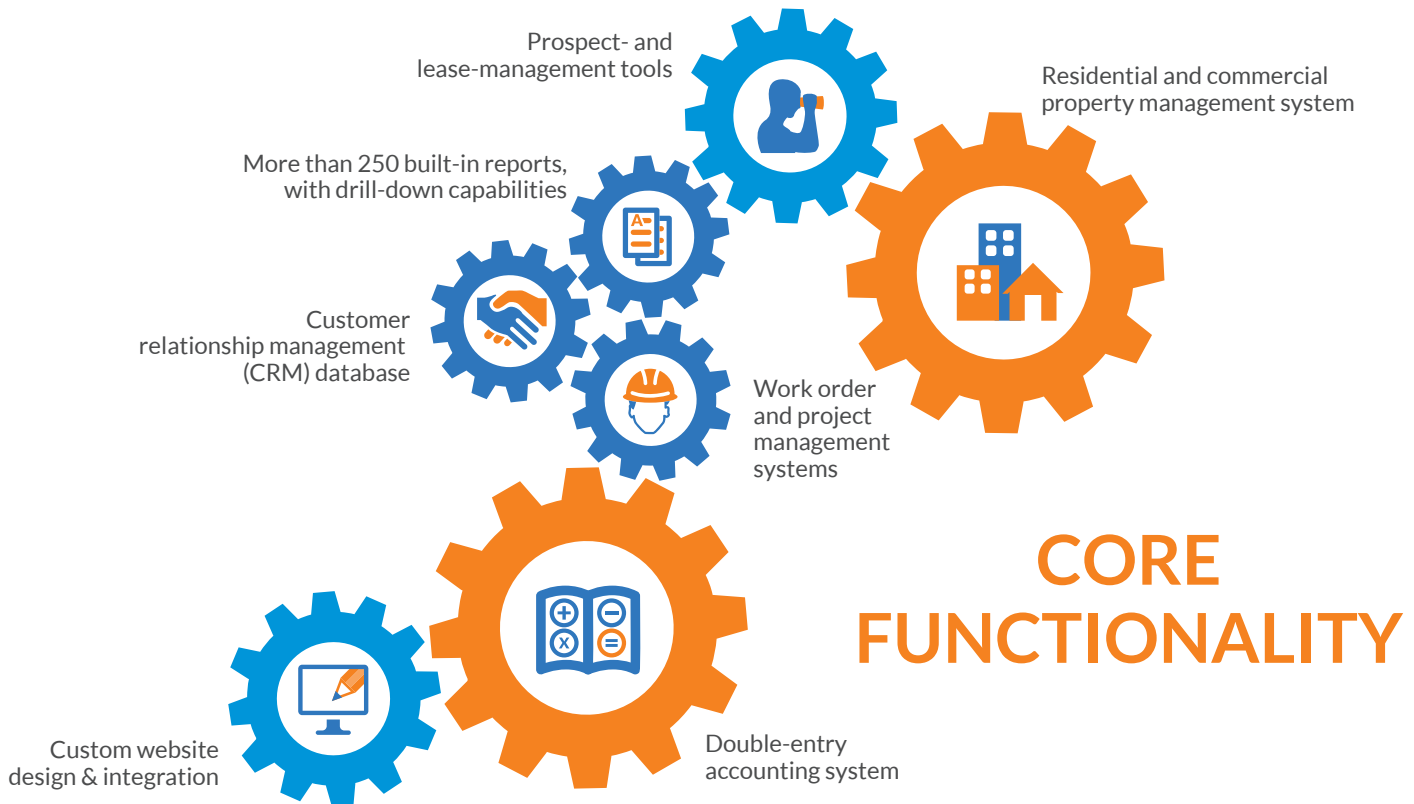 Prospect- and
lease-management tools
Residential and commercial
property management system
More than 250 built-in reports,
with drill-down capabilities
A
Customer
relationship management
(CRM) database
Work order
and project
management
systems
CORE
FUNCTIONALITY
+ −
x =
Custom website
design & integration
Double-entry
accounting system